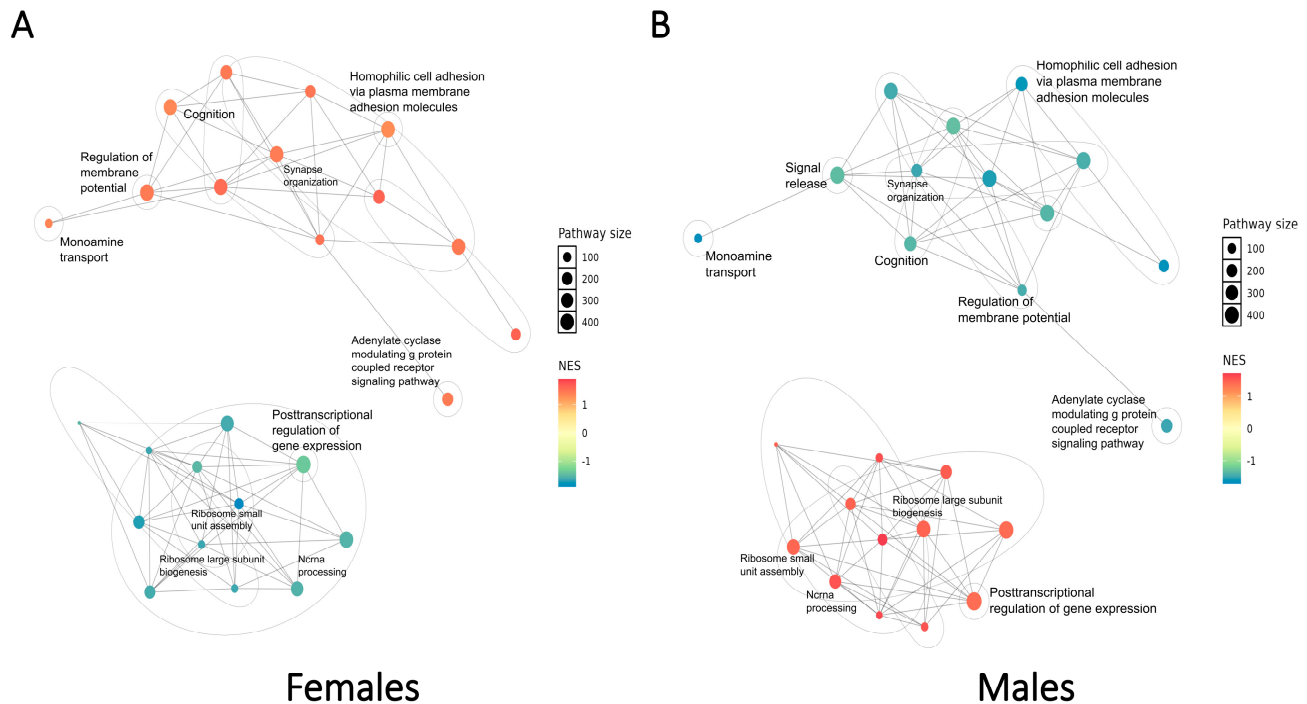 A
Cognition
Homophilic cell adhesion
via plasma membrane
adhesion molecules
Regulation of
membrane
potential
Synapse
organization
Monoamine
transport
Pathway size
100
200
300
400
Adenylate cyclase
modulating g protein
coupled receptor
signaling pathway
NES
1
0
-1
Posttranscriptional
regulation of
gene expression
Ribosome small
unit assembly
Ribosome large subunit
biogenesis
Ncrna
processing
Females
B
Homophilic cell adhesion
via plasma membrane
adhesion molecules
Signal
release
Synapse
organization
Monoamine
transport
Cognition
Regulation of
membrane potential
Pathway size
100
200
300
400
Adenylate cyclase
modulating g protein
coupled receptor
signaling pathway
NES
1
0
-1
Ribosome large subunit
biogenesis
Ribosome small
unit assembly
Ncrna
processing
Posttranscriptional
regulation of gene expression
Males